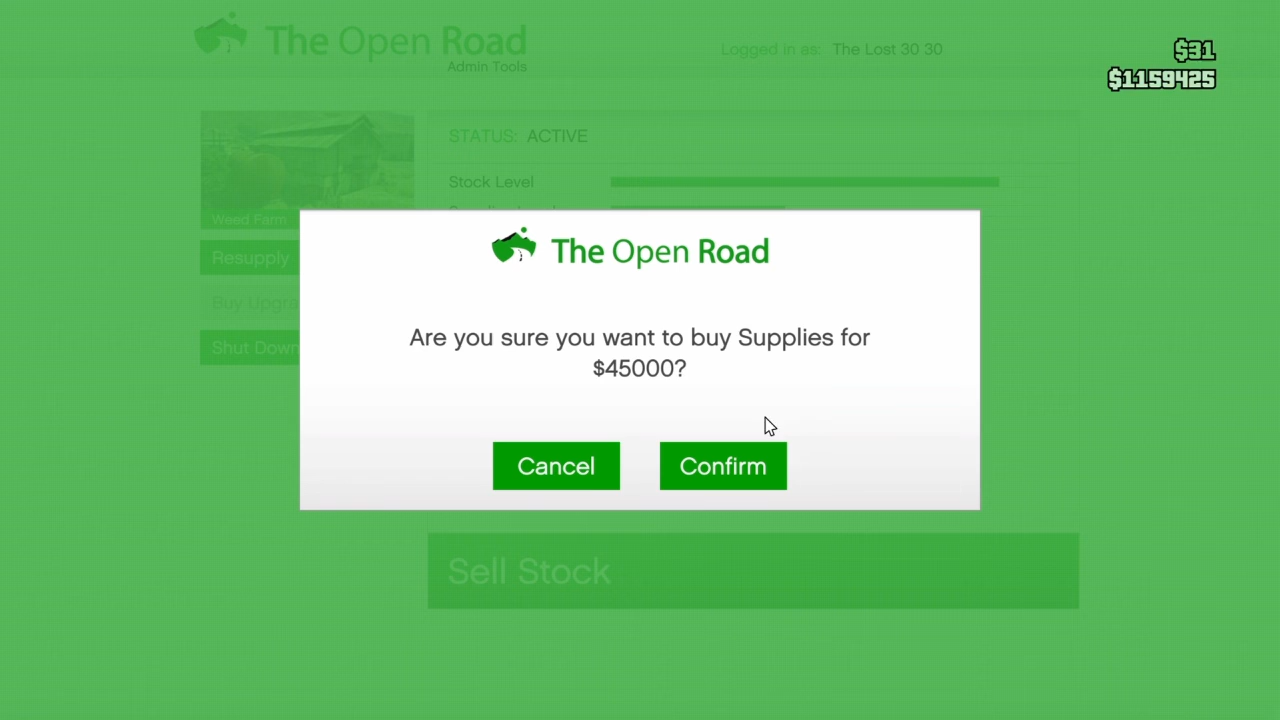 The Open Road
Admin Tools
Logged in as: The Lost 30 30
$31
$1159425
STATUS: ACTIVE
Stock Level
Weed Farm
Resupply
Buy Upgra
Shut Down
The Open Road
Are you sure you want to buy Supplies for
$45000?
Cancel
Confirm
Sell Stock